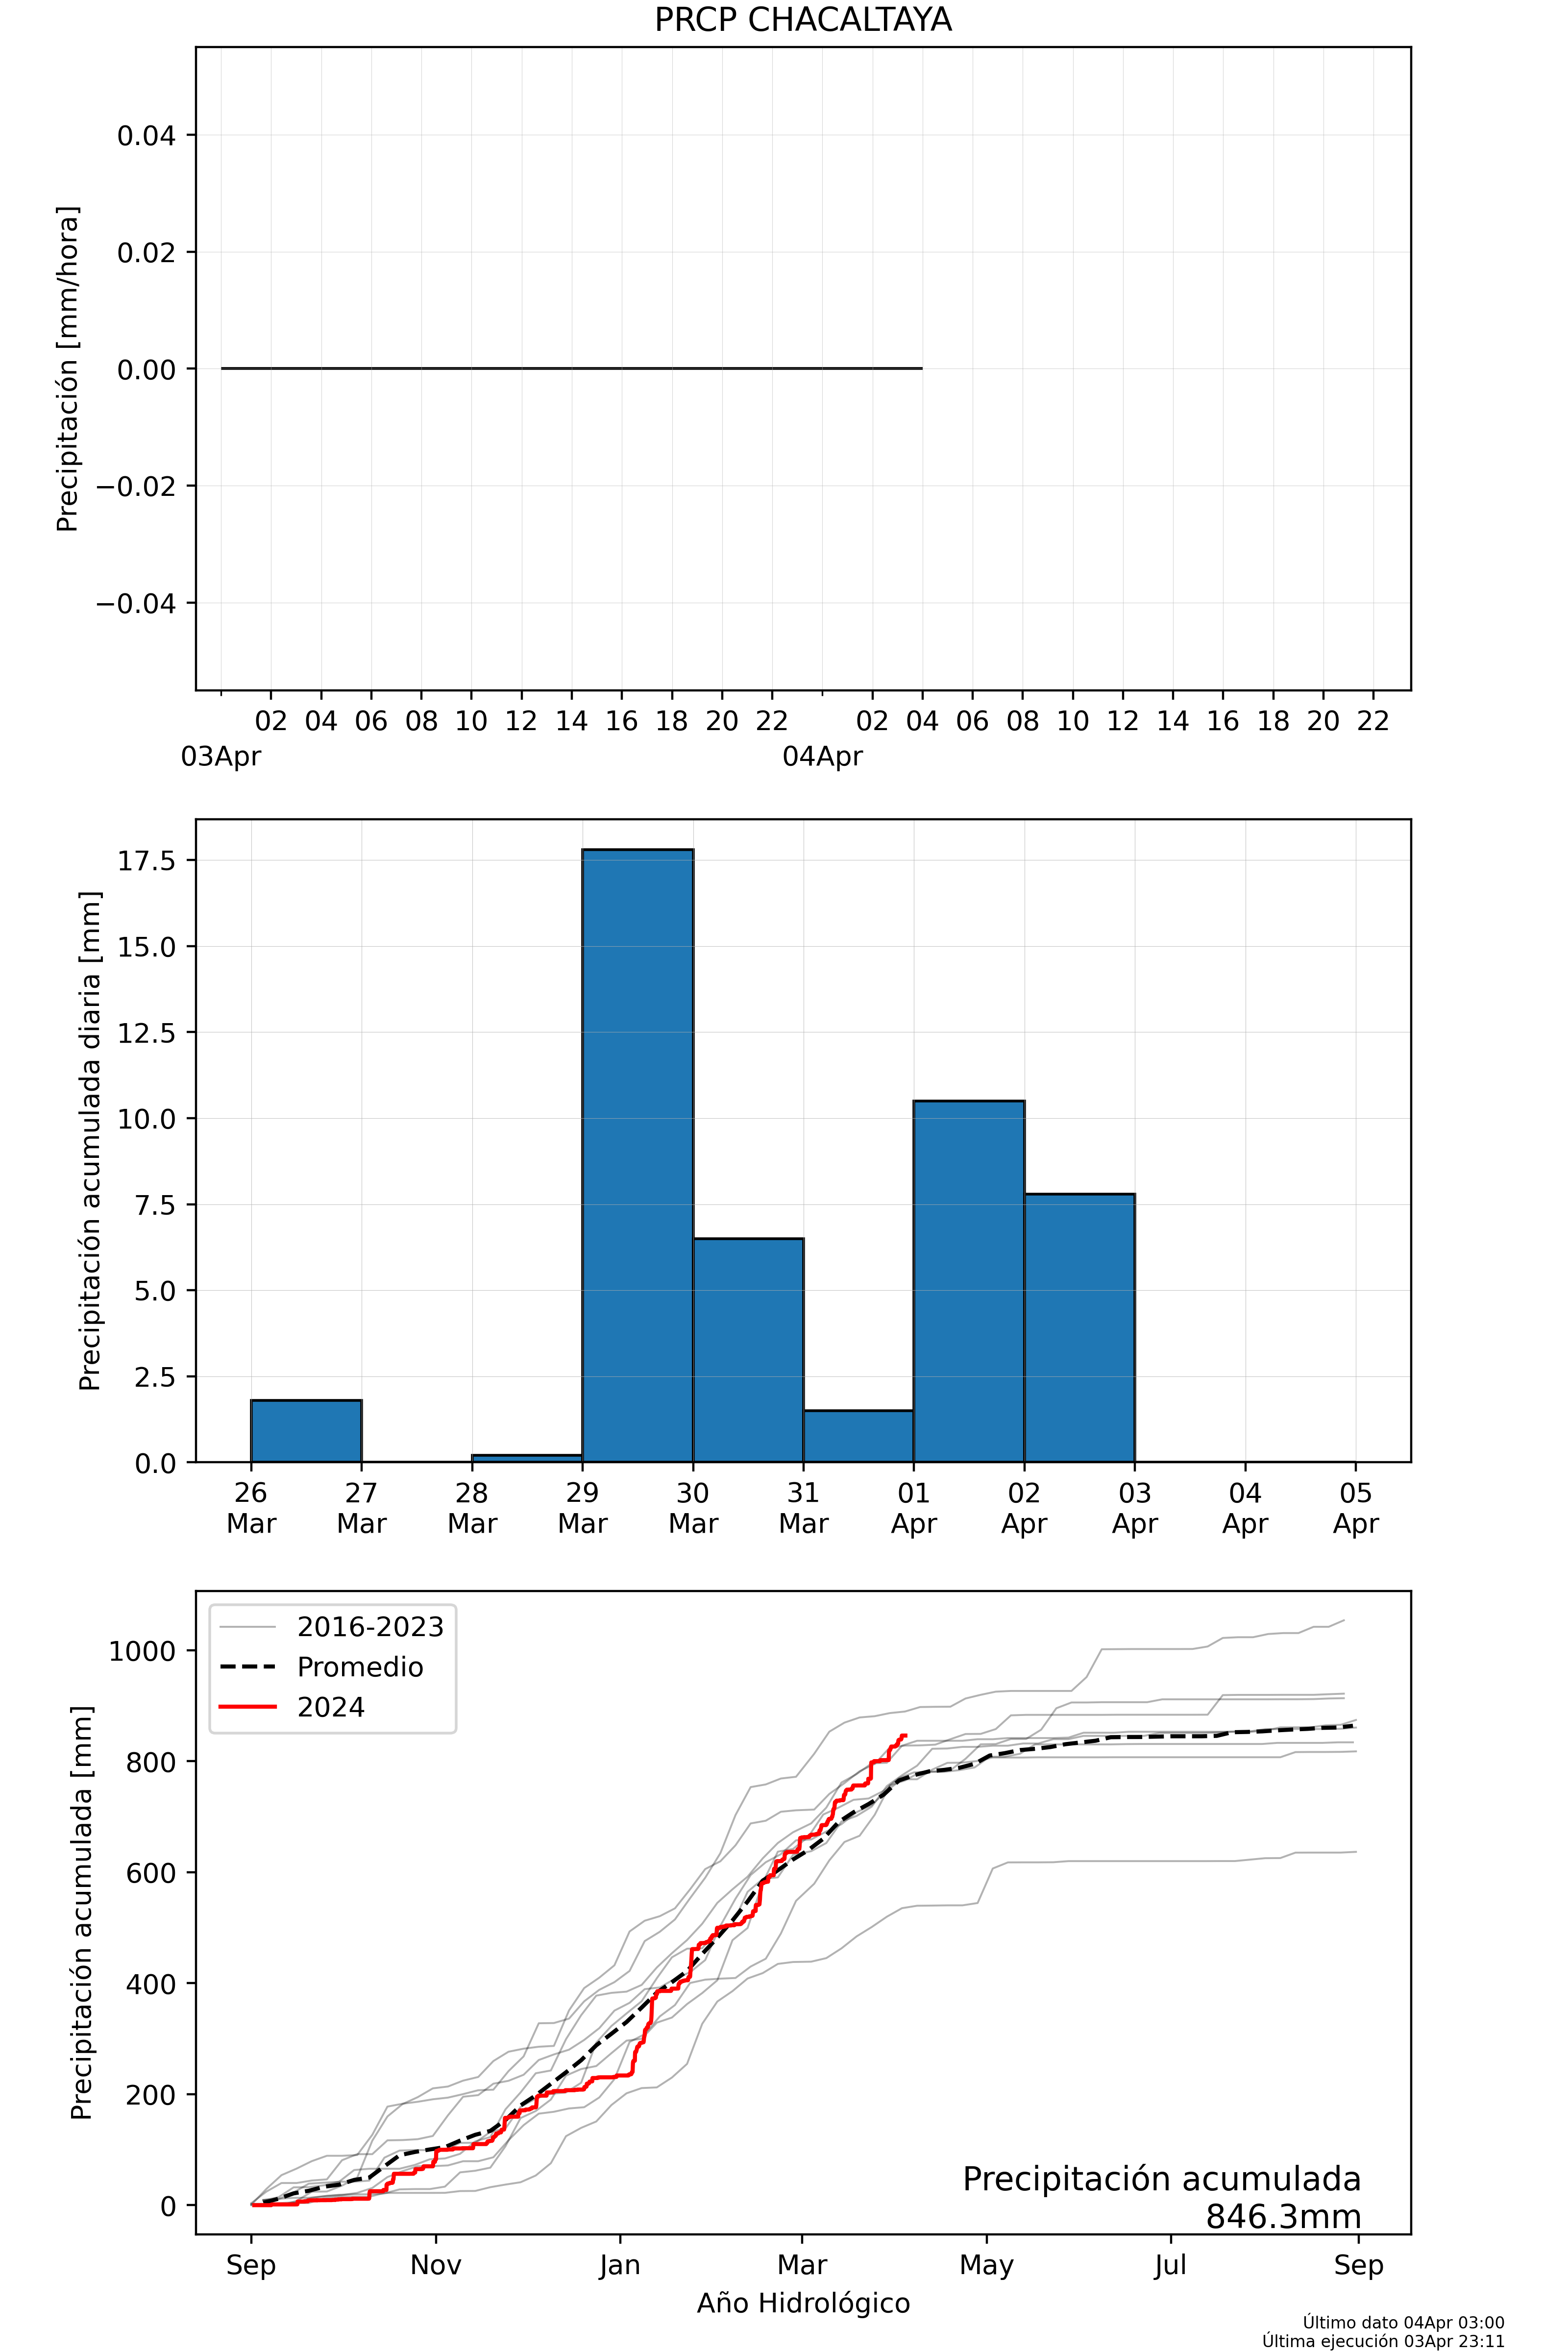 PRCP CHACALTAYA
Precipitación [mm/hora]
0.04
0.02
0.00
−0.02
−0.04
02 04 06 08 10 12 14 16 18 20 22 02 04 06 08 10 12 14 16 18 20 22
03Apr 04Apr
Precipitación acumulada diaria [mm]
17.5
15.0
12.5
10.0
7.5
5.0
2.5
0.0
26 27 28 29 30 31 01 02 03 04 05
Mar Mar Mar Mar Mar Mar Apr Apr Apr Apr Apr
Precipitación acumulada [mm]
1000
800
600
400
200
0
2016-2023
Promedio
2024
Precipitación acumulada
846.3mm
Sep Nov Jan Mar May Jul Sep
Año Hidrológico
Último dato 04Apr 03:00
Última ejecución 03Apr 23:11